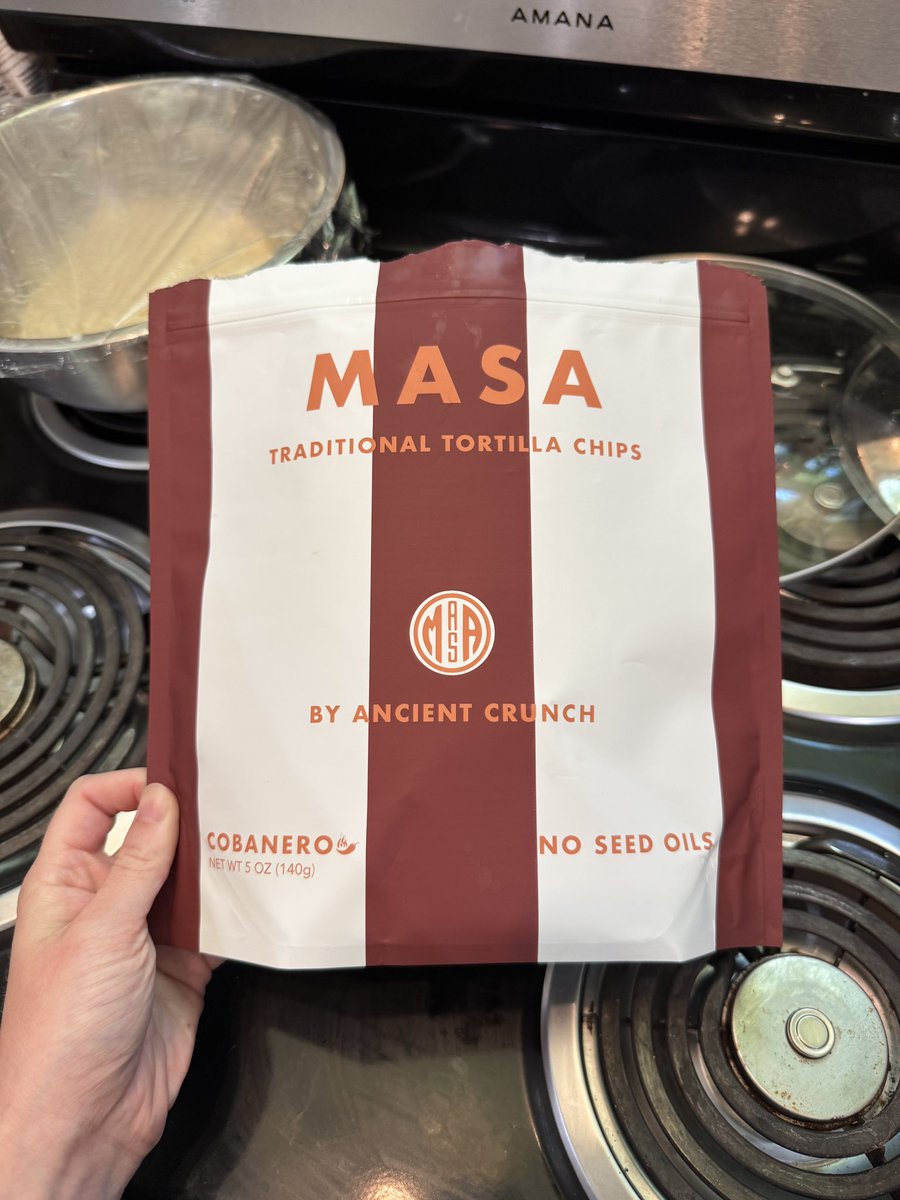 AMANA
MASA
TRADITIONAL TORTILLA CHIPS
MASA
BY ANCIENT CRUNCH
COBANERO
NET WT 5 OZ (140g)
NO SEED OILS